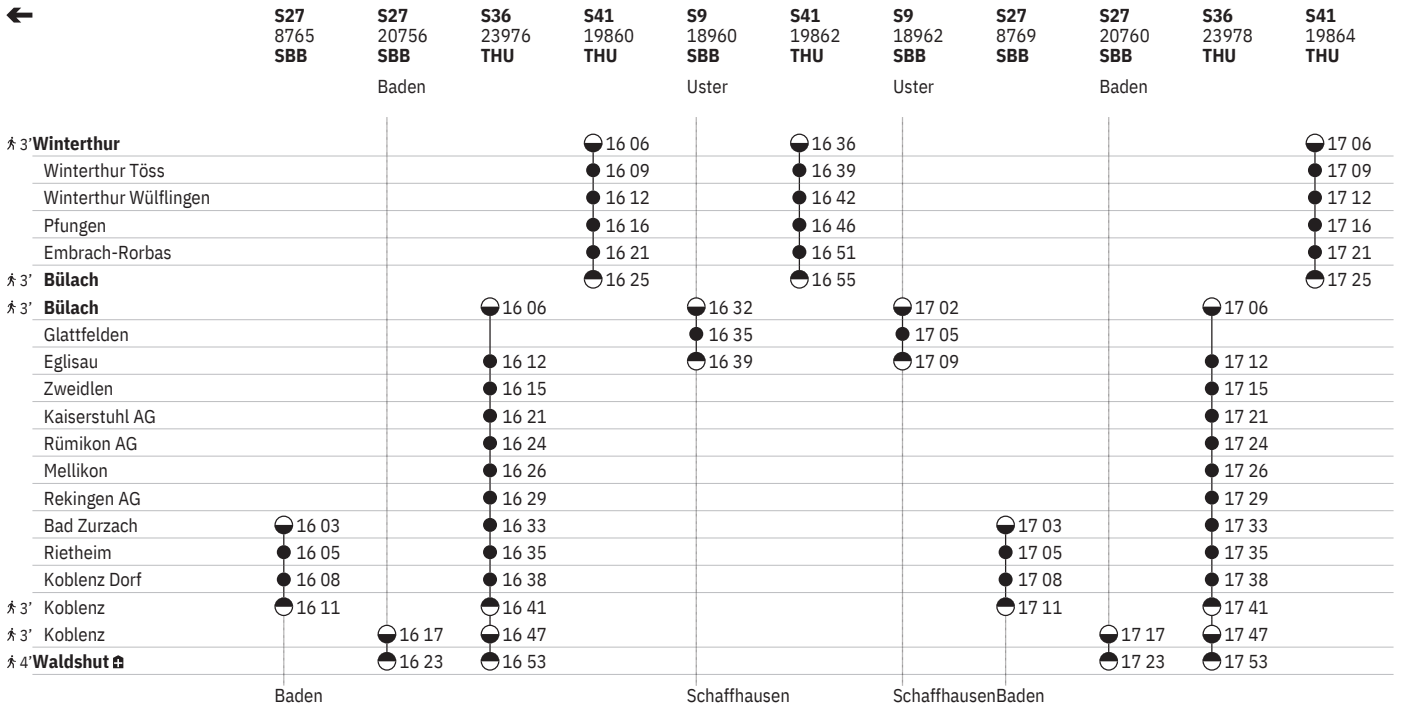 S27 S27 S36 S41 S9 S41 S9 S27 S27 S36 S41
8765 20756 23976 19860 18960 19862 18962 8769 20760 23978 19864
SBB SBB THU THU SBB THU SBB SBB SBB THU THU
Baden Uster Uster Baden
3' Winterthur 16 06 16 36 17 06
Winterthur Töss 16 09 16 39 17 09
Winterthur Wülflingen 16 12 16 42 17 12
Pfungen 16 16 16 46 17 16
Embrach-Rorbas 16 21 16 51 17 21
3' Bülach 16 25 16 55 17 25
3' Bülach 16 06 16 32 17 02 17 06
Glattfelden 16 35 17 05
Eglisau 16 12 16 39 17 09 17 12
Zweidlen 16 15 17 15
Kaiserstuhl AG 16 21 17 21
Rümikon AG 16 24 17 24
Mellikon 16 26 17 26
Rekingen AG 16 29 17 29
Bad Zurzach 16 03 16 33 17 03 17 33
Rietheim 16 05 16 35 17 05 17 35
Koblenz Dorf 16 08 16 38 17 08 17 38
3' Koblenz 16 11 16 41 17 11 17 41
3' Koblenz 16 17 16 47 17 17 17 47
4' Waldshut 16 23 16 53 17 23 17 53
Baden Schaffhausen Schaffhausen Baden